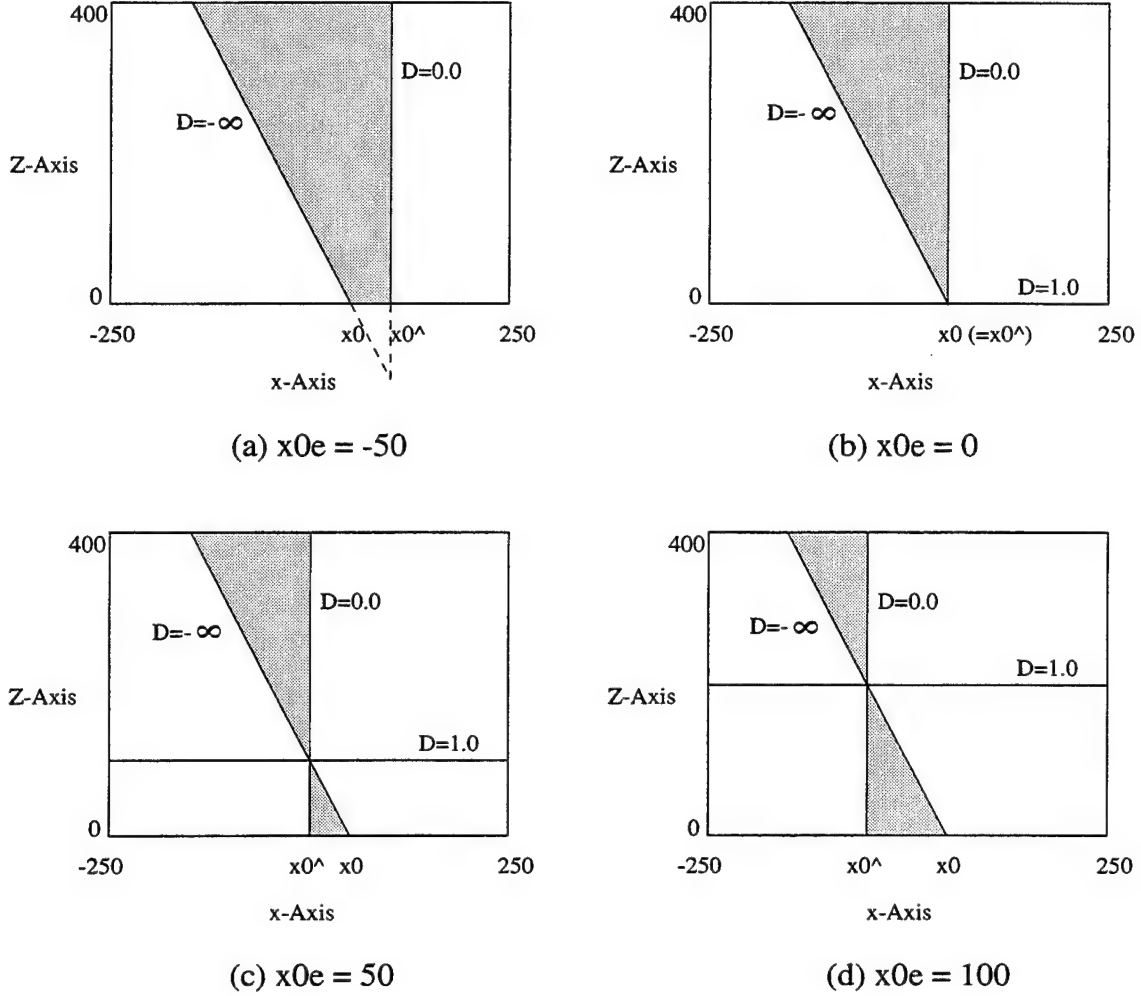 400
D=0.0
D=-∞
Z-Axis
0
-250
x0
x0^
250
x-Axis
(a) x0e = -50
400
D=0.0
D=-∞
Z-Axis
0
D=1.0
-250
x0 (=x0^)
250
x-Axis
(b) x0e = 0
400
D=0.0
D=-∞
Z-Axis
D=1.0
0
-250
x0^
x0
250
x-Axis
(c) x0e = 50
400
D=0.0
D=-∞
D=1.0
Z-Axis
0
-250
x0^
x0
250
x-Axis
(d) x0e = 100